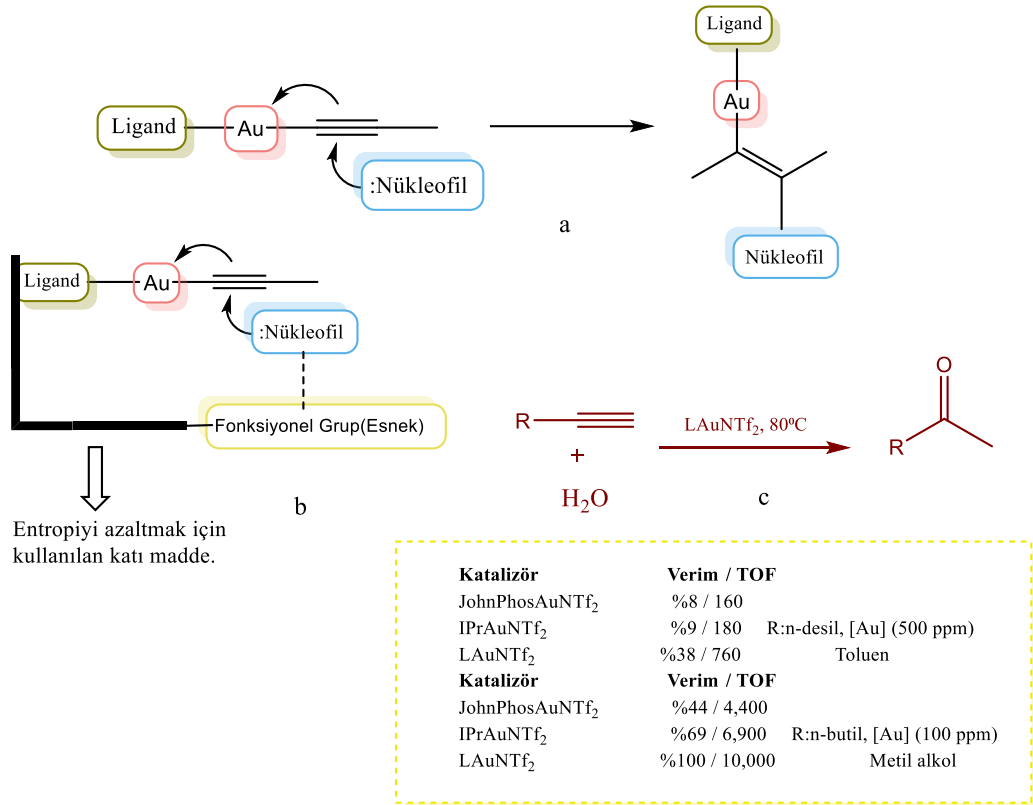 Ligand
Au
:Nükleofil
Ligand
Au
Nükleofil
a
Ligand
Au
:Nükleofil
Fonksiyonel Grup(Esnek)
b
Entropiyi azaltmak için
kullanılan katı madde.
R
+
H₂O
LAuNTf₂, 80⁰C
O
R
c
Katalizör Verim / TOF
JohnPhosAuNTf₂ %8 / 160
IPrAuNTf₂ %9 / 180 R:n-desil, [Au] (500 ppm)
LAuNTf₂ %38 / 760 Toluen
Katalizör Verim / TOF
JohnPhosAuNTf₂ %44 / 4,400
IPrAuNTf₂ %69 / 6,900 R:n-butil, [Au] (100 ppm)
LAuNTf₂ %100 / 10,000 Metil alkol